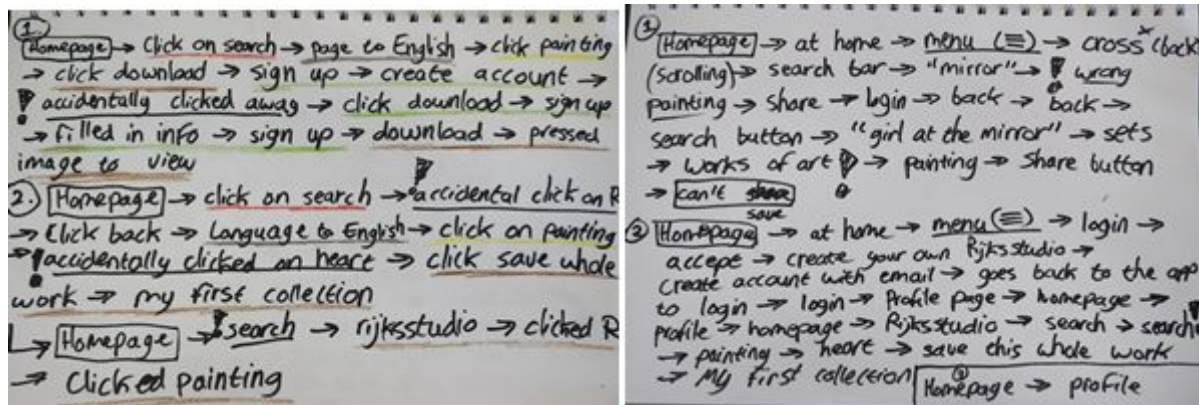 1.
Homepage → Click on search → page to English → click painting
→ click download → sign up → create account →
! accidentally clicked away → click download → sign up
→ filled in info → sign up → download → pressed
image to view
2. Homepage → click on search → ! accidental click on R
→ Click back → Language to English → click on painting
→ ! accidentally clicked on heart → click save whole
work → my first collection
→ Homepage → ! search → rijksstudio → clicked R
→ Clicked painting
Homepage → at home → menu (☰) → cross (back)
(scrolling) → search bar → "mirror" → ! wrong
painting → share → login → back → back →
search button → "girl at the mirror" → sets
→ works of art ! → painting → share button
→ can't save
Homepage → at home → menu (☰) → login →
accept → create your own Rijksstudio →
Create account with email → goes back to the app
to login → login → Profile page → homepage →
profile → homepage → Rijksstudio → search → search !
→ painting → heart → save this whole work
→ My first collection
Homepage → profile